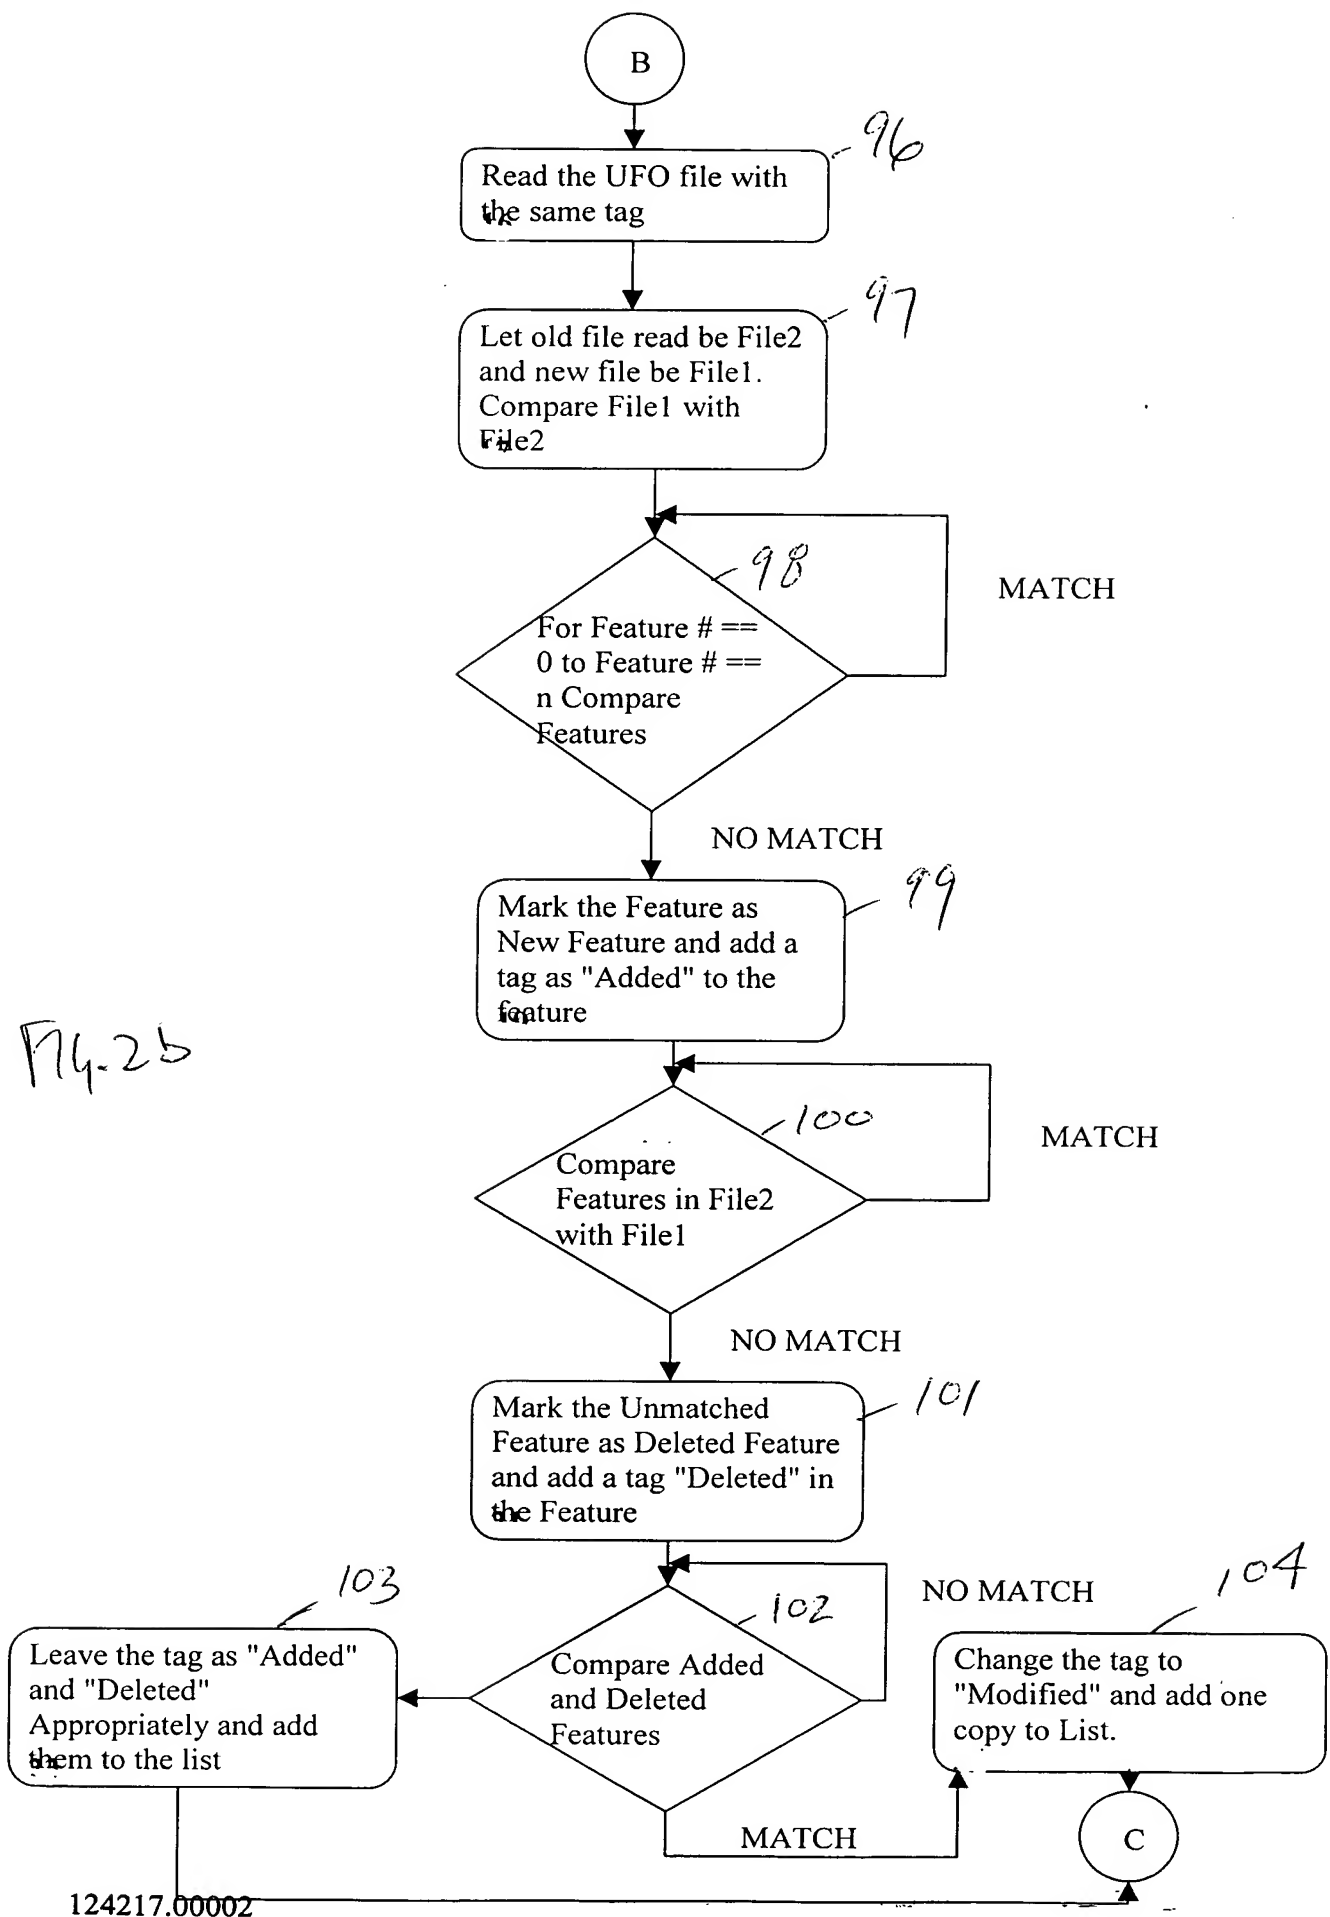 B
96
Read the UFO file with
the same tag
97
Let old file read be File2
and new file be File1.
Compare File1 with
File2
98
MATCH
For Feature # ==
0 to Feature # ==
n Compare
Features
NO MATCH
99
Mark the Feature as
New Feature and add a
tag as "Added" to the
feature
FIG. 2b
100
MATCH
Compare
Features in File2
with File1
NO MATCH
101
Mark the Unmatched
Feature as Deleted Feature
and add a tag "Deleted" in
the Feature
103
102
NO MATCH
104
Leave the tag as "Added"
and "Deleted"
Appropriately and add
them to the list
Compare Added
and Deleted
Features
Change the tag to
"Modified" and add one
copy to List.
MATCH
C
124217.00002